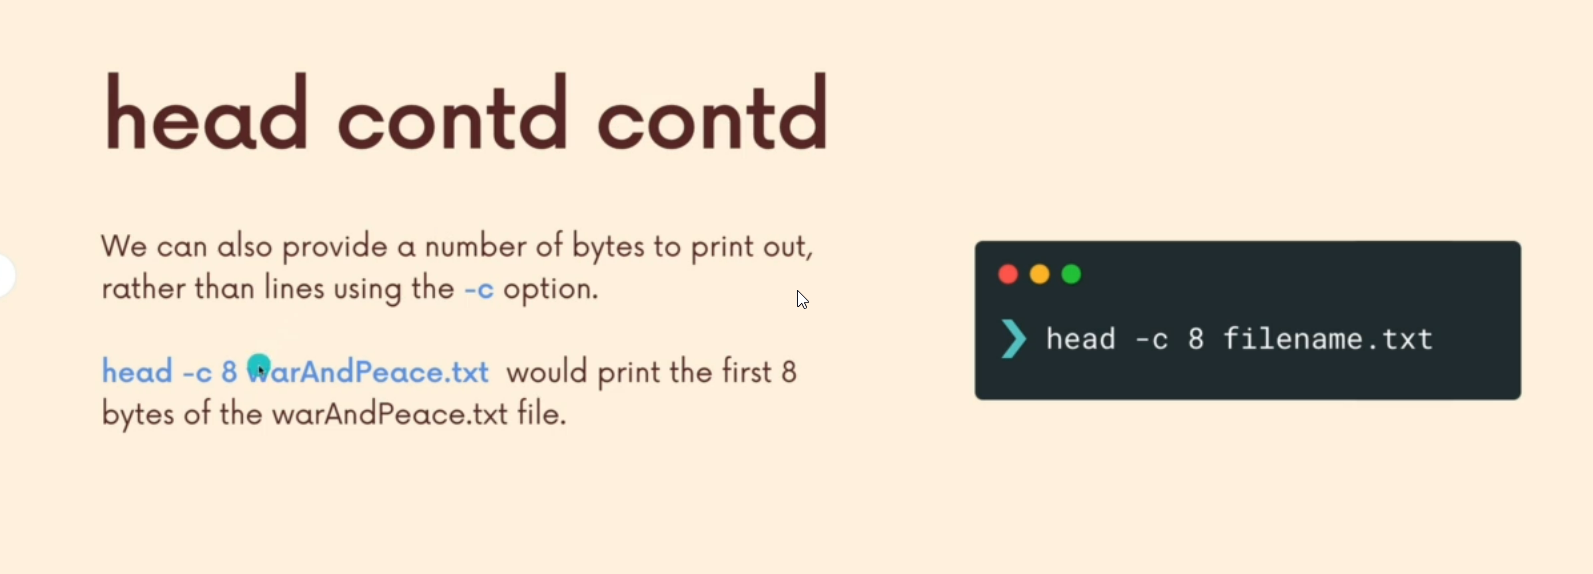 head contd contd
We can also provide a number of bytes to print out,
rather than lines using the -c option.
head -c 8 warAndPeace.txt would print the first 8
bytes of the warAndPeace.txt file.
❯ head -c 8 filename.txt